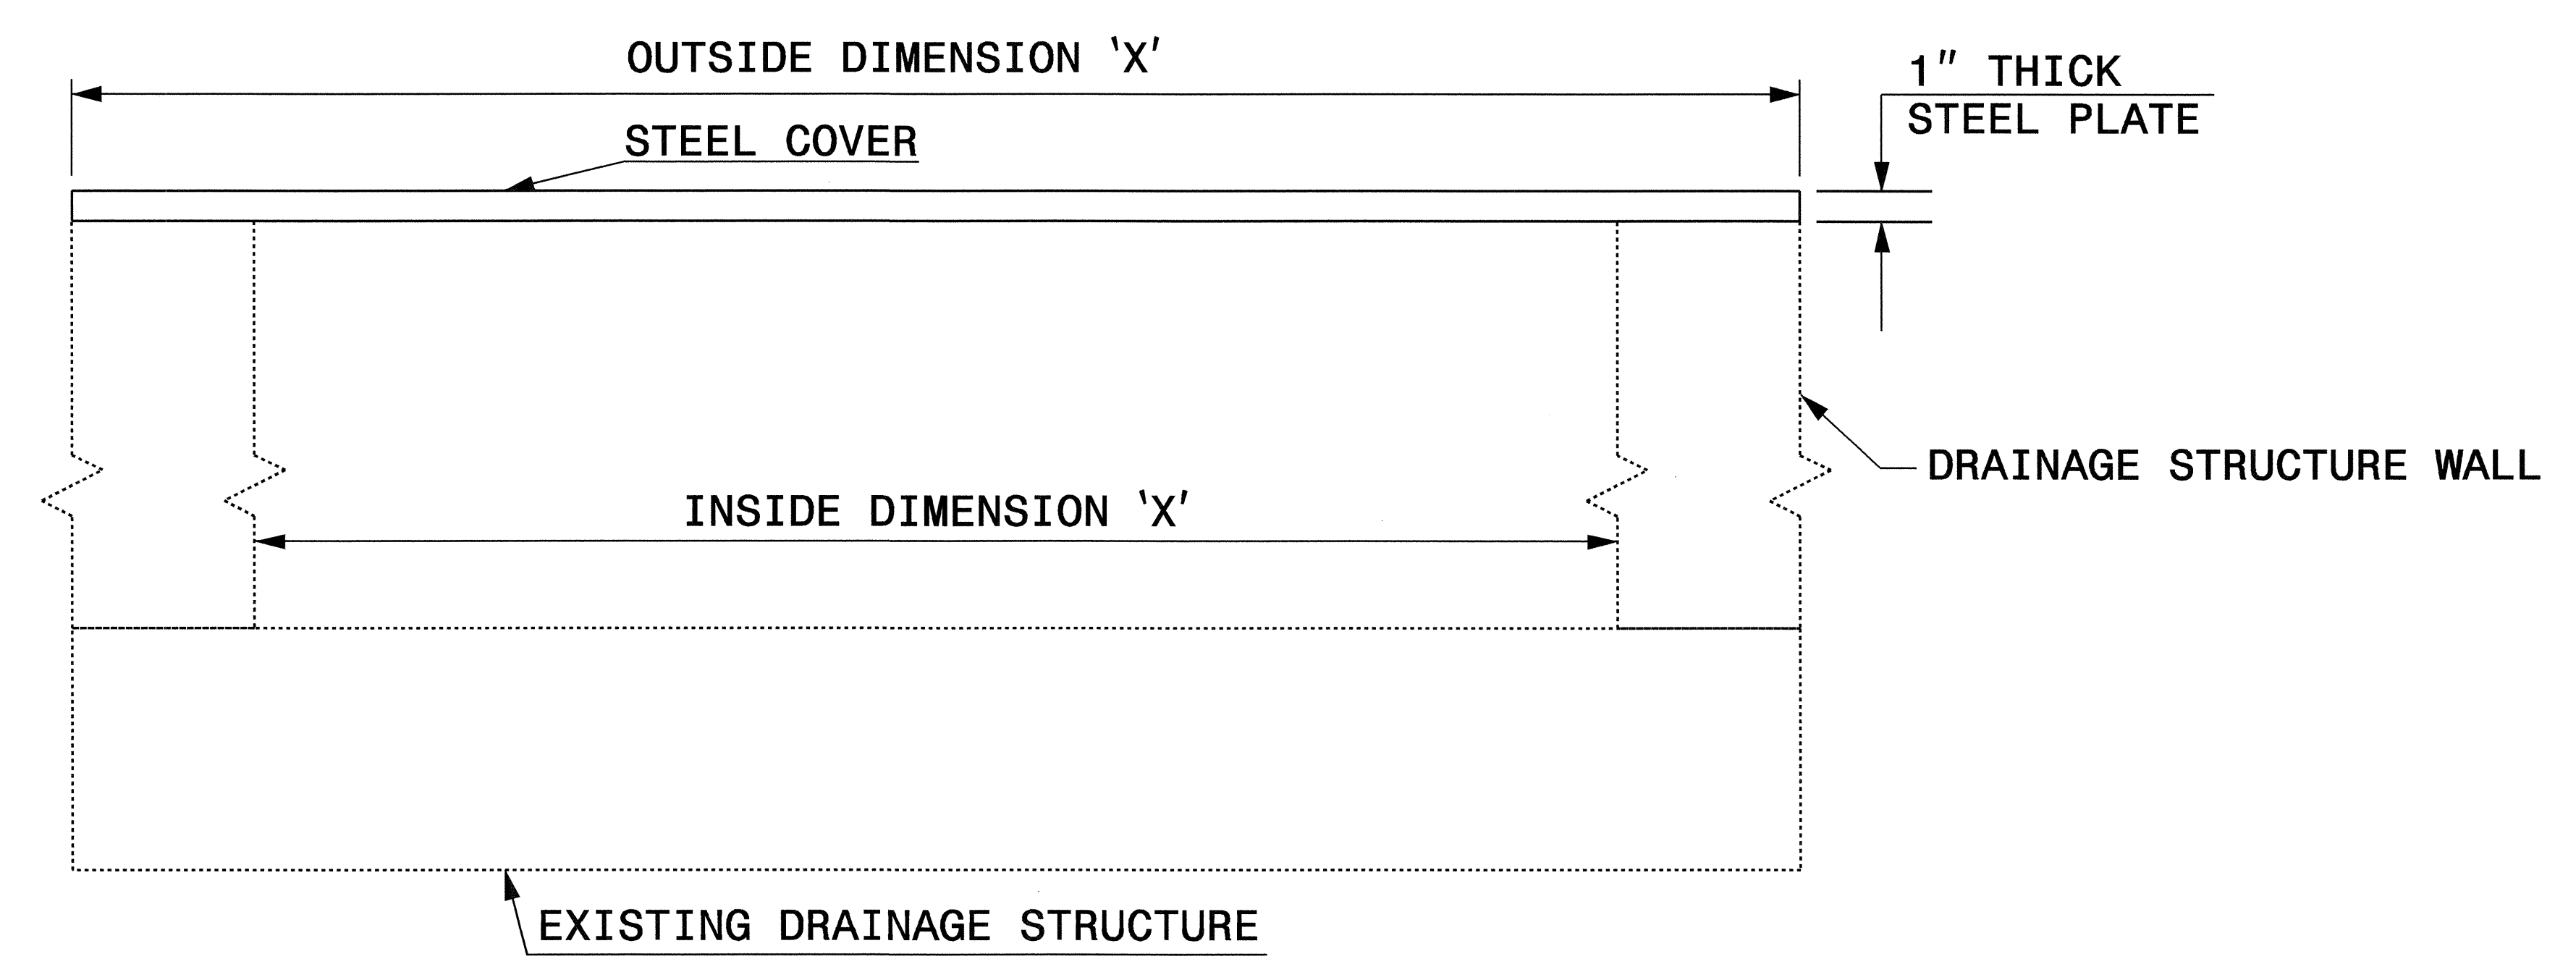 OUTSIDE DIMENSION 'X'
1" THICK
STEEL PLATE
STEEL COVER
DRAINAGE STRUCTURE WALL
INSIDE DIMENSION 'X'
EXISTING DRAINAGE STRUCTURE